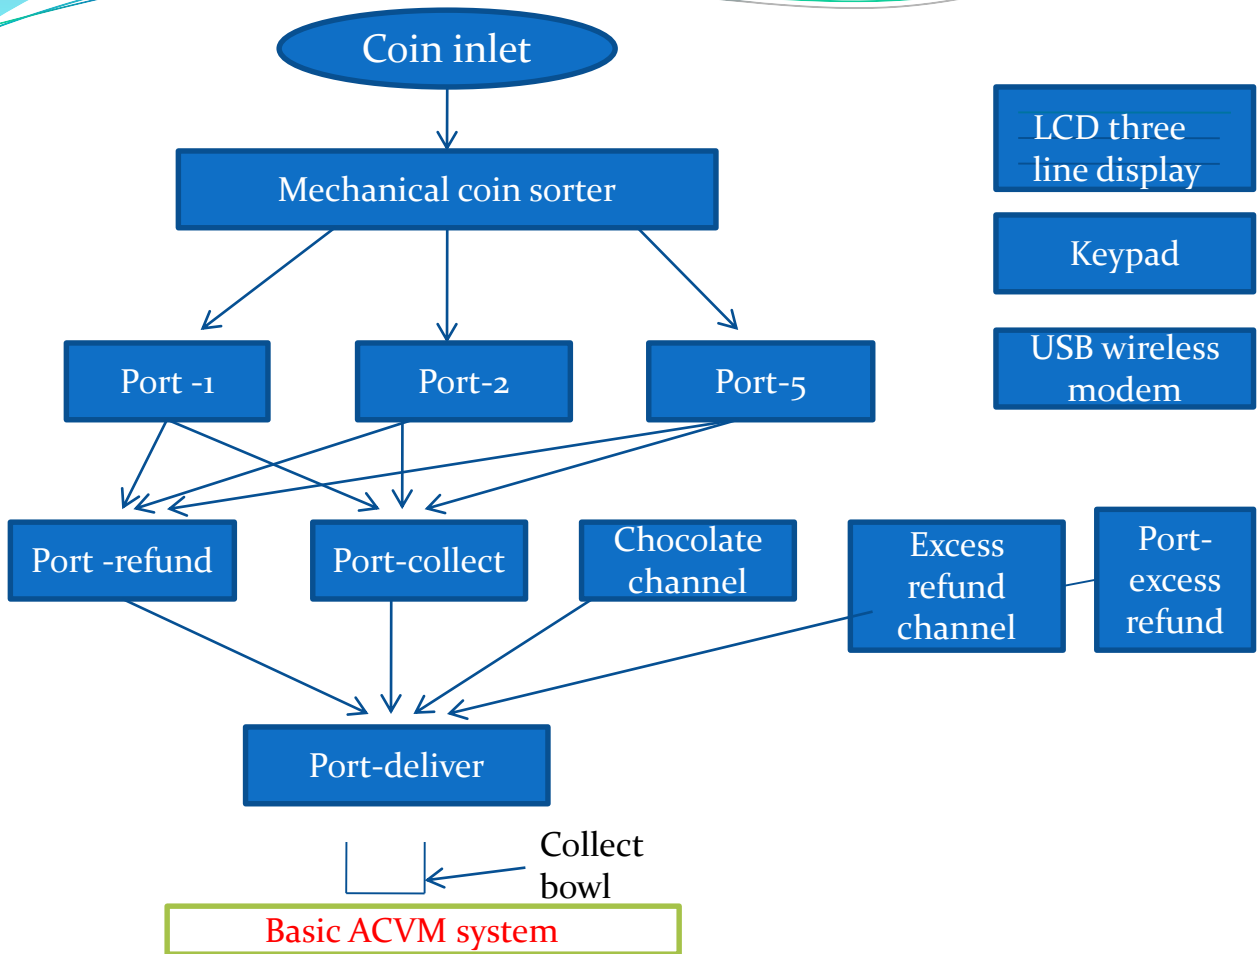 Coin inlet
LCD three
line display
Mechanical coin sorter
Keypad
USB wireless
modem
Port -1
Port-2
Port-5
Port -refund
Port-collect
Chocolate
channel
Excess
refund
channel
Port-
excess
refund
Port-deliver
Collect
bowl
Basic ACVM system